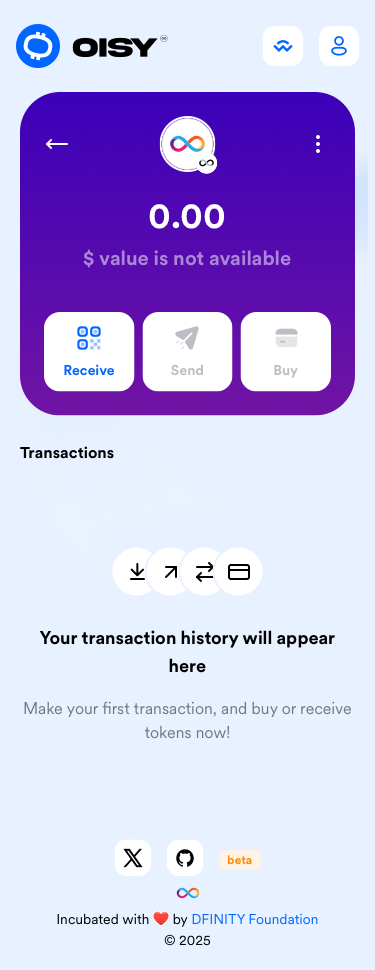 OISY
0.00
$ value is not available
Receive
Send
Buy
Transactions
Your transaction history will appear
here
Make your first transaction, and buy or receive
tokens now!
beta
Incubated with ❤️ by DFINITY Foundation
© 2025